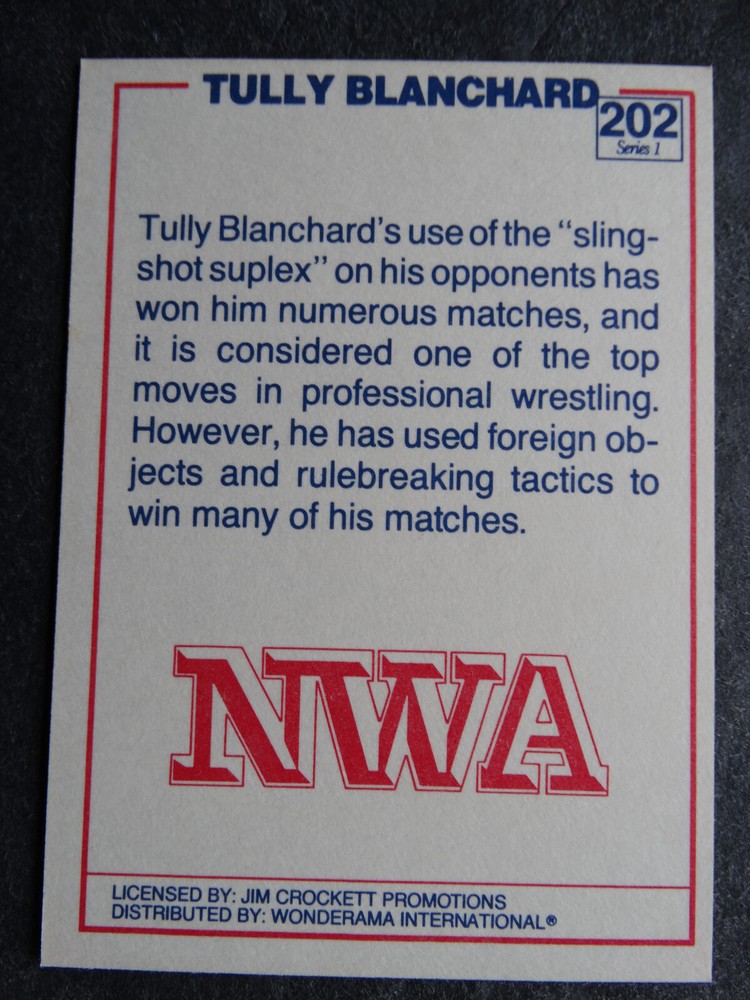 TULLY BLANCHARD
202
Series 1
Tully Blanchard's use of the "sling-
shot suplex" on his opponents has
won him numerous matches, and
it is considered one of the top
moves in professional wrestling.
However, he has used foreign ob-
jects and rulebreaking tactics to
win many of his matches.
NWA
LICENSED BY: JIM CROCKETT PROMOTIONS
DISTRIBUTED BY: WONDERAMA INTERNATIONAL®